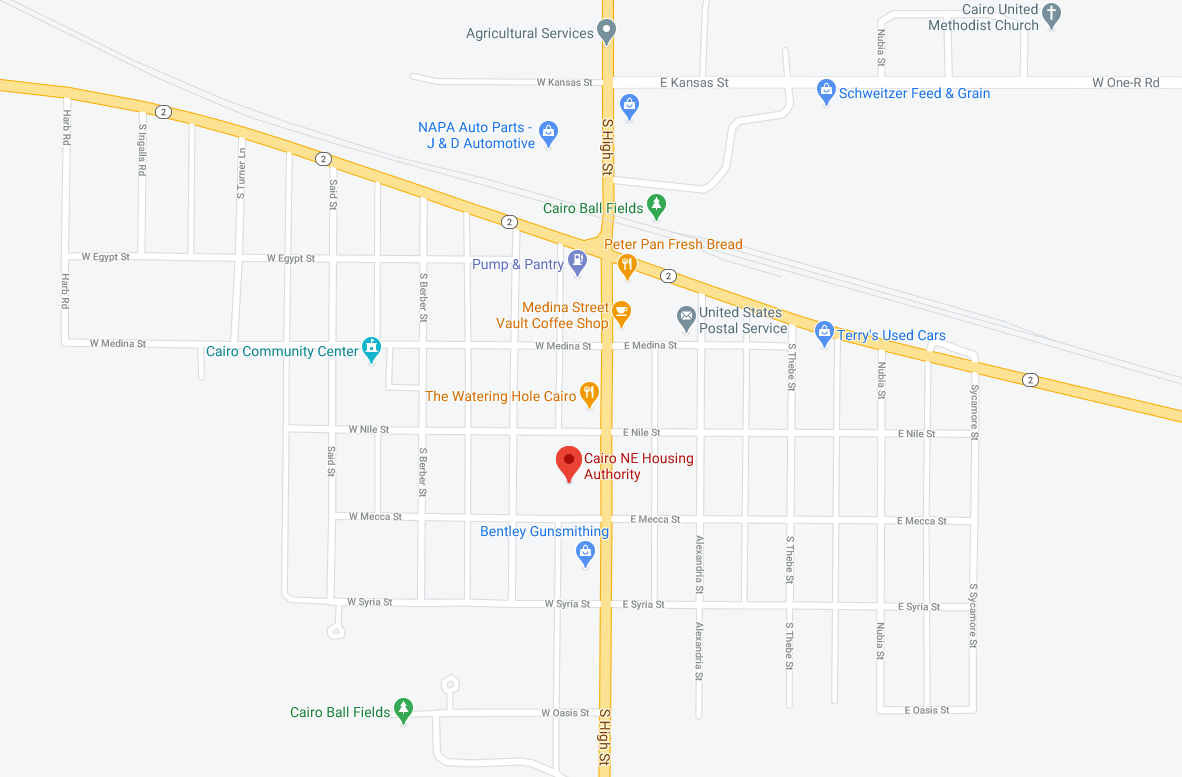 Cairo United
Methodist Church
Agricultural Services
Nubia St
W Kansas St
E Kansas St
W One-R Rd
Schweitzer Feed & Grain
2
Harb Rd
S Ingalls Rd
NAPA Auto Parts -
J & D Automotive
S High St
S Turner Ln
2
Said St
Cairo Ball Fields
2
Peter Pan Fresh Bread
W Egypt St
W Egypt St
Pump & Pantry
2
Harb Rd
S Berber St
Medina Street
Vault Coffee Shop
United States
Postal Service
Terry's Used Cars
W Medina St
Cairo Community Center
W Medina St
E Medina St
S Thebe St
Nubia St
2
Sycamore St
The Watering Hole Cairo
W Nile St
E Nile St
E Nile St
Said St
S Berber St
Cairo NE Housing
Authority
W Mecca St
E Mecca St
E Mecca St
Bentley Gunsmithing
Alexandria St
S Thebe St
W Syria St
W Syria St
E Syria St
E Syria St
S Sycamore St
Alexandria St
S Thebe St
Nubia St
Cairo Ball Fields
W Oasis St
S High St
E Oasis St